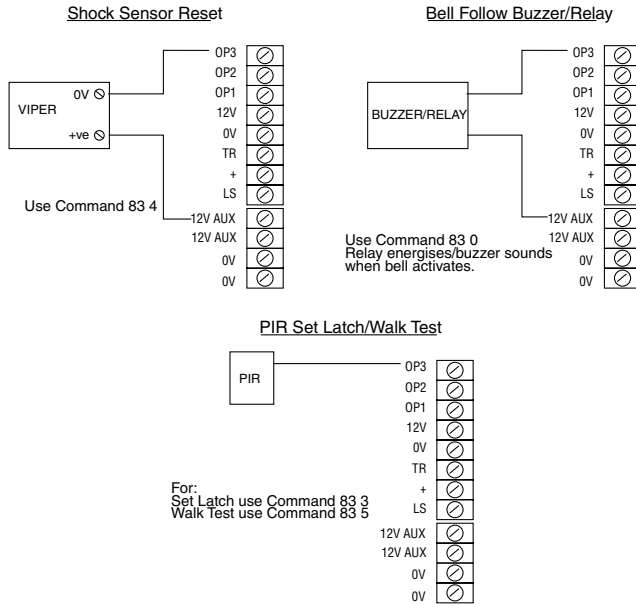 Shock Sensor Reset
VIPER
0V
+ve
OP3
OP2
OP1
12V
0V
TR
+
LS
12V AUX
12V AUX
0V
0V
Use Command 83 4
Bell Follow Buzzer/Relay
BUZZER/RELAY
OP3
OP2
OP1
12V
0V
TR
+
LS
12V AUX
12V AUX
0V
0V
Use Command 83 0
Relay energises/buzzer sounds
when bell activates.
PIR Set Latch/Walk Test
PIR
OP3
OP2
OP1
12V
0V
TR
+
LS
12V AUX
12V AUX
0V
0V
For:
Set Latch use Command 83 3
Walk Test use Command 83 5